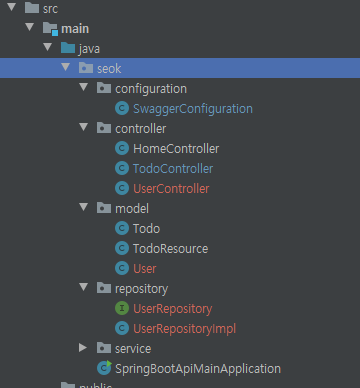 src
main
java
seok
configuration
SwaggerConfiguration
controller
HomeController
TodoController
UserController
model
Todo
TodoResource
User
repository
UserRepository
UserRepositoryImpl
service
SpringBootApiMainApplication
public